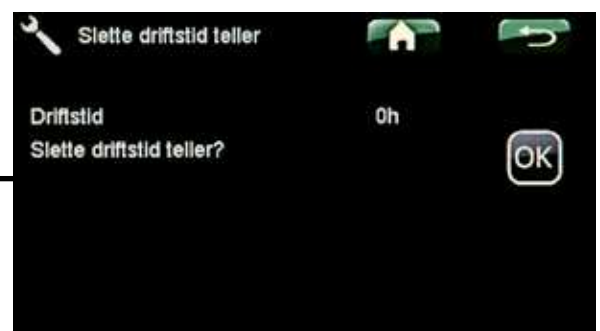 Slette driftstid teller
Driftstid 0h
Slette driftstid teller?
OK